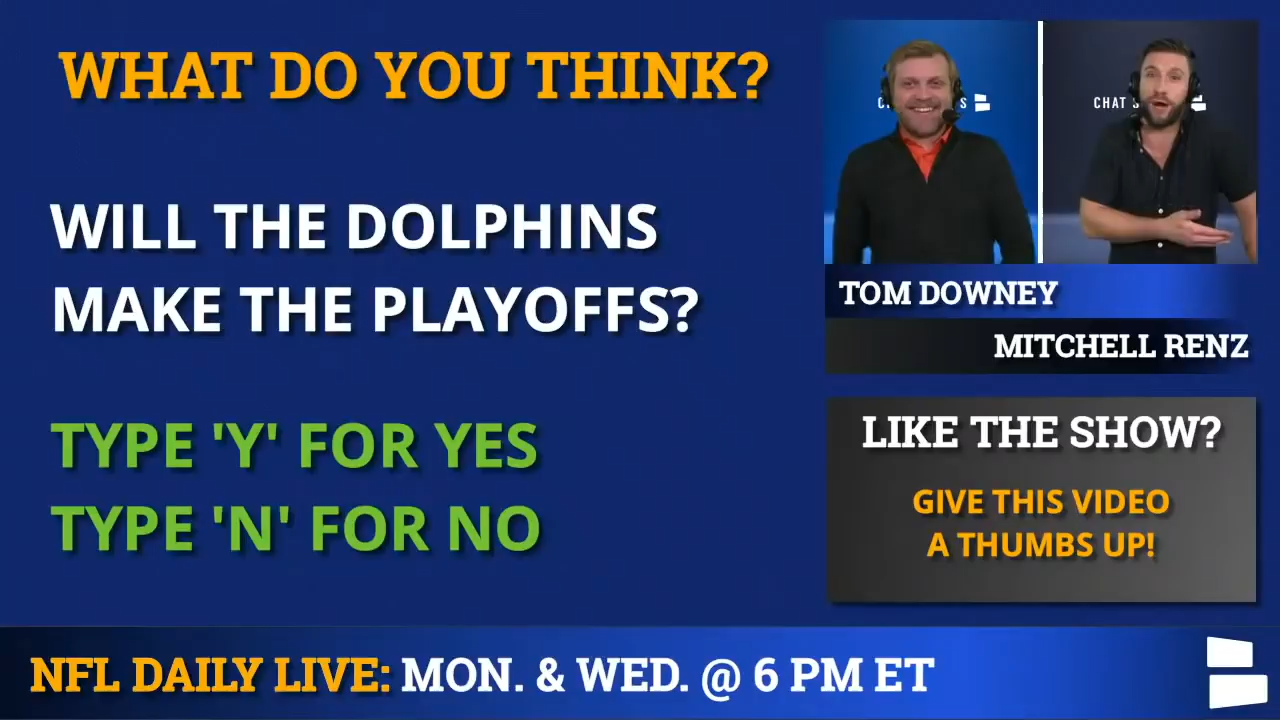 WHAT DO YOU THINK?
WILL THE DOLPHINS
MAKE THE PLAYOFFS?
TYPE 'Y' FOR YES
TYPE 'N' FOR NO
CHAT
TOM DOWNEY
MITCHELL RENZ
LIKE THE SHOW?
GIVE THIS VIDEO
A THUMBS UP!
NFL DAILY LIVE: MON. & WED. @ 6 PM ET